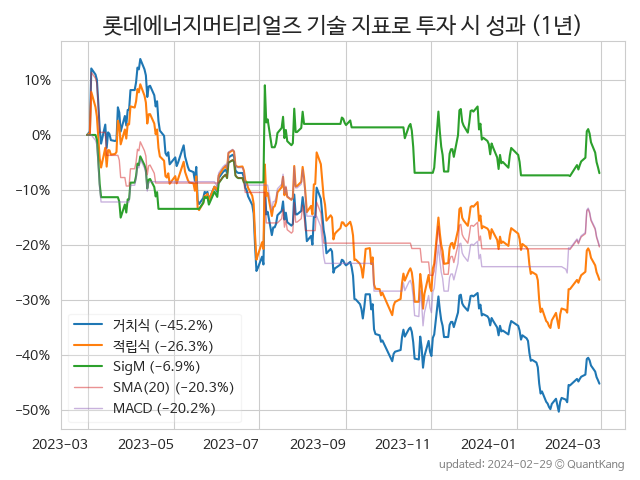 롯데에너지머티리얼즈 기술 지표로 투자 시 성과 (1년)
10%
0%
−10%
−20%
−30%
−40%
−50%
거치식 (−45.2%)
적립식 (−26.3%)
SigM (−6.9%)
SMA(20) (−20.3%)
MACD (−20.2%)
2023−03
2023−05
2023−07
2023−09
2023−11
2024−01
2024−03
updated: 2024−02−29 © QuantKang